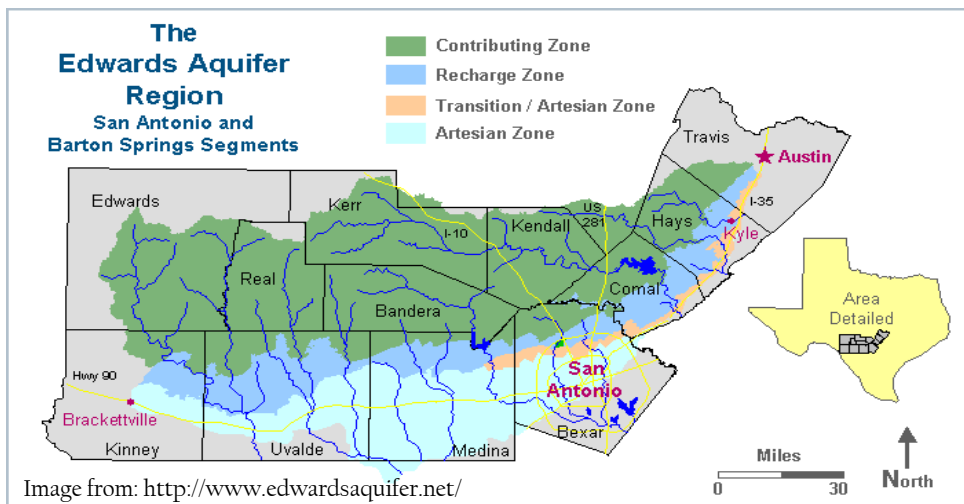 The
Edwards Aquifer
Region
San Antonio and
Barton Springs Segments
Contributing Zone
Recharge Zone
Transition / Artesian Zone
Artesian Zone
Travis
Austin
Edwards
Kerr
I-10
Kendall
US
281
Hays
I-35
Kyle
Real
Bandera
Comal
Area
Detailed
Hwy 90
San
Antonio
Brackettville
Kinney
Uvalde
Medina
Bexar
Miles
0
30
North
Image from: http://www.edwardsaquifer.net/